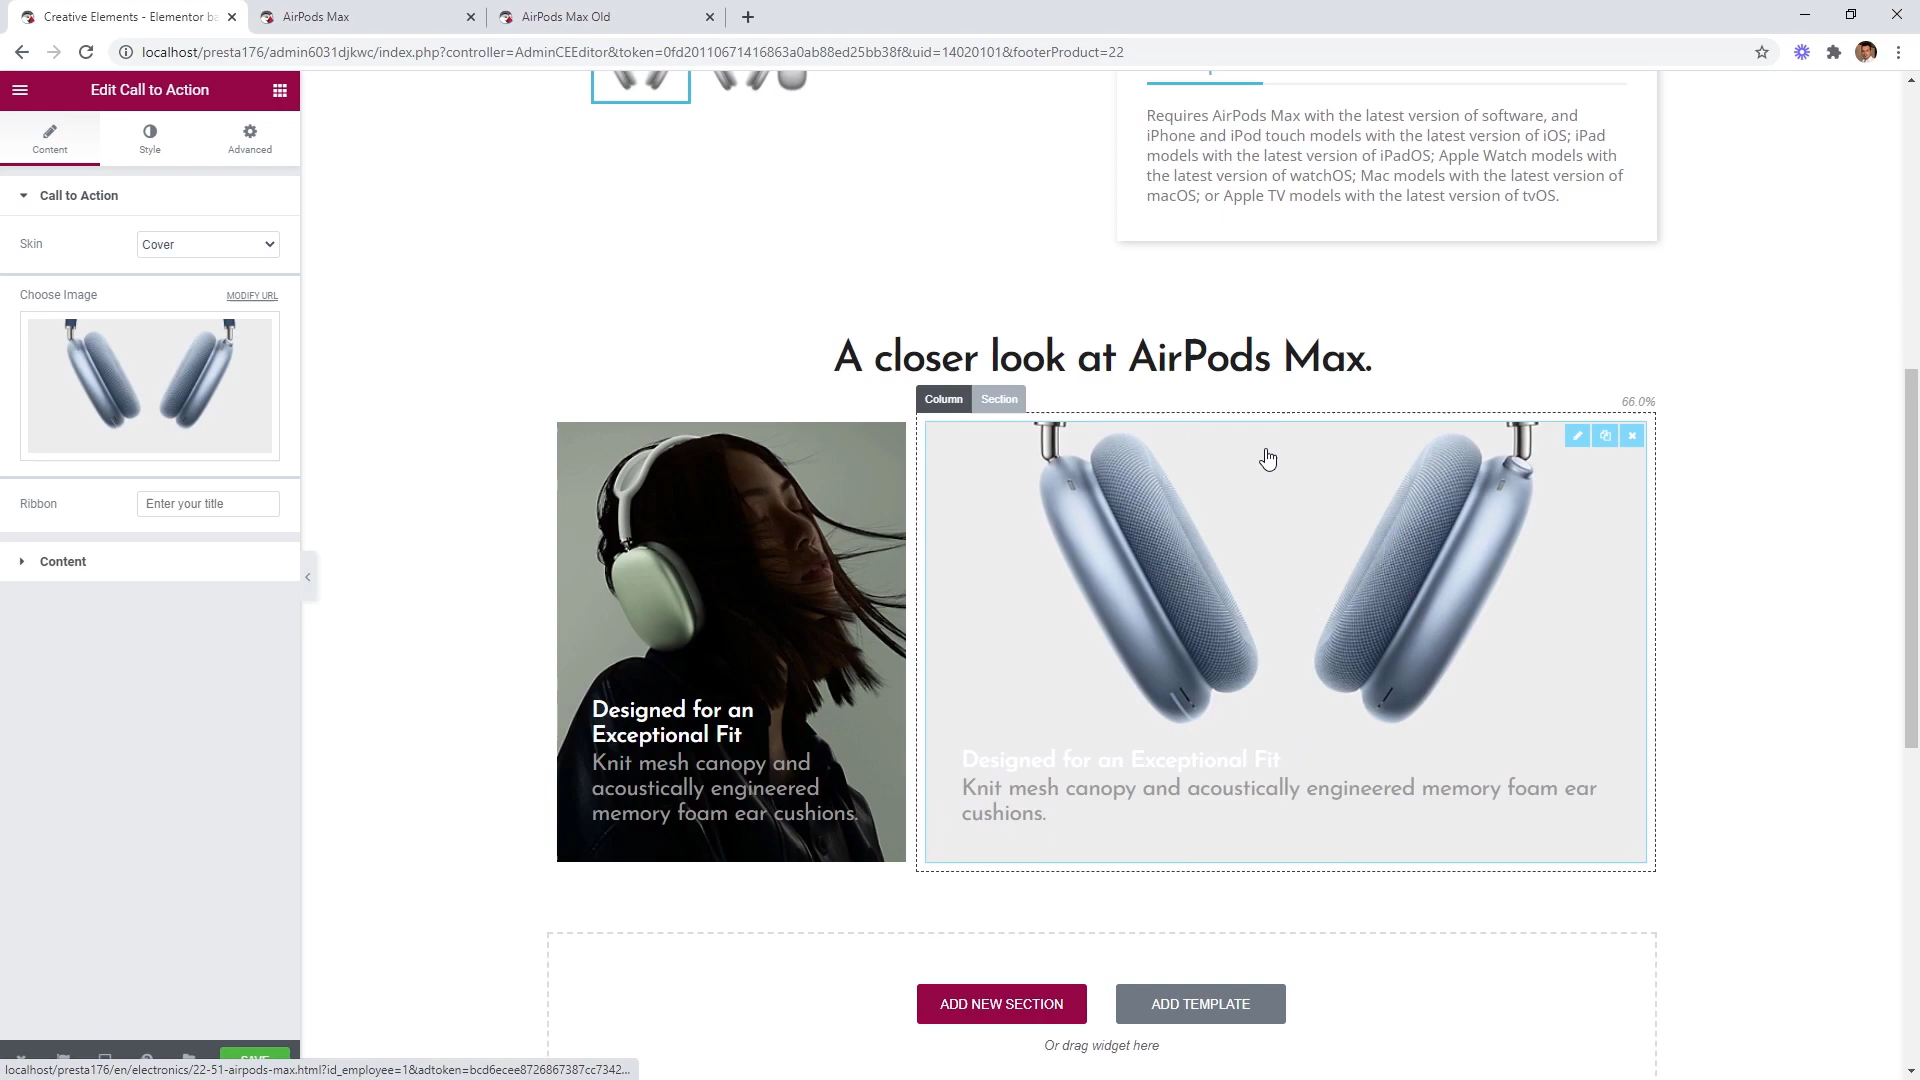 Creative Elements - Elementor ba
AirPods Max
AirPods Max Old
localhost/presta176/admin6031djkwc/index.php?controller=AdminCEEditor&token=0fd20110671416863a0ab88ed25bb38f&uid=14020101&footerProduct=22
Edit Call to Action
Content
Style
Advanced
Call to Action
Skin
Cover
Choose Image
MODIFY URL
Ribbon
Enter your title
Content
Requires AirPods Max with the latest version of software, and
iPhone and iPod touch models with the latest version of iOS; iPad
models with the latest version of iPadOS; Apple Watch models with
the latest version of watchOS; Mac models with the latest version of
macOS; or Apple TV models with the latest version of tvOS.
A closer look at AirPods Max.
Column
Section
66.0%
Designed for an
Exceptional Fit
Knit mesh canopy and
acoustically engineered
memory foam ear cushions.
Designed for an Exceptional Fit
Knit mesh canopy and acoustically engineered memory foam ear
cushions.
ADD NEW SECTION
ADD TEMPLATE
Or drag widget here
SAVE
localhost/presta176/en/electronics/22-51-airpods-max.html?id_employee=1&adtoken=bcd6ecee8726867387cc7342...